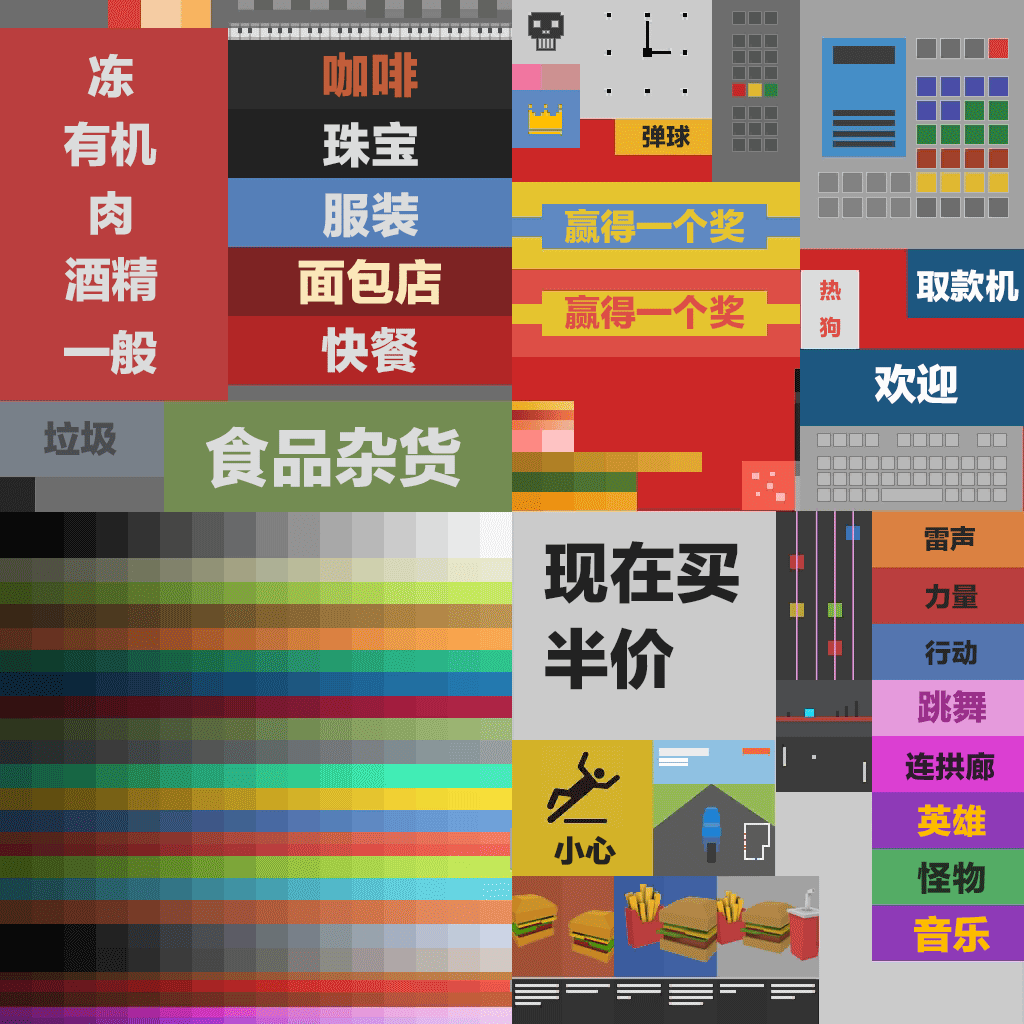 冻
有机
肉
酒精
一般
咖啡
珠宝
服装
面包店
快餐
垃圾
食品杂货
弹球
赢得一个奖
赢得一个奖
热
狗
取款机
欢迎
现在买
半价
小心
雷声
力量
行动
跳舞
连拱廊
英雄
怪物
音乐